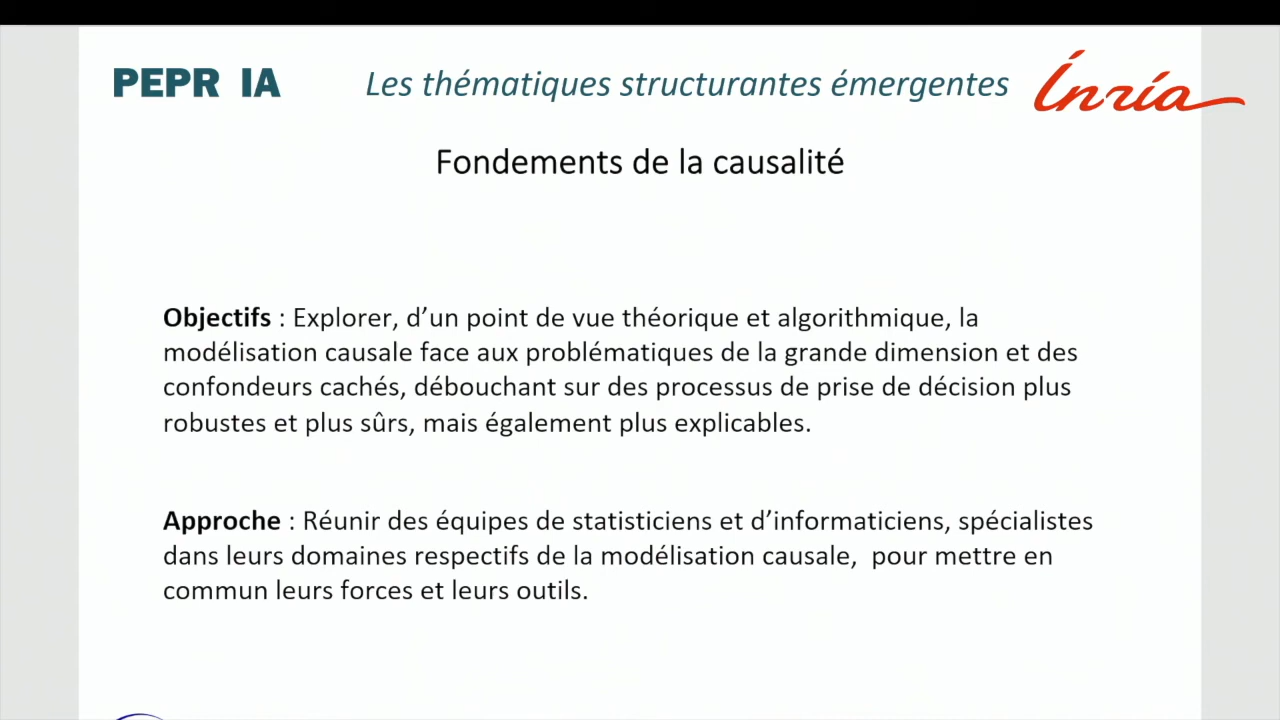 PEPR IA
Les thématiques structurantes émergentes
Inria
Fondements de la causalité
Objectifs : Explorer, d’un point de vue théorique et algorithmique, la
modélisation causale face aux problématiques de la grande dimension et des
confondeurs cachés, débouchant sur des processus de prise de décision plus
robustes et plus sûrs, mais également plus explicables.
Approche : Réunir des équipes de statisticiens et d’informaticiens, spécialistes
dans leurs domaines respectifs de la modélisation causale,  pour mettre en
commun leurs forces et leurs outils.